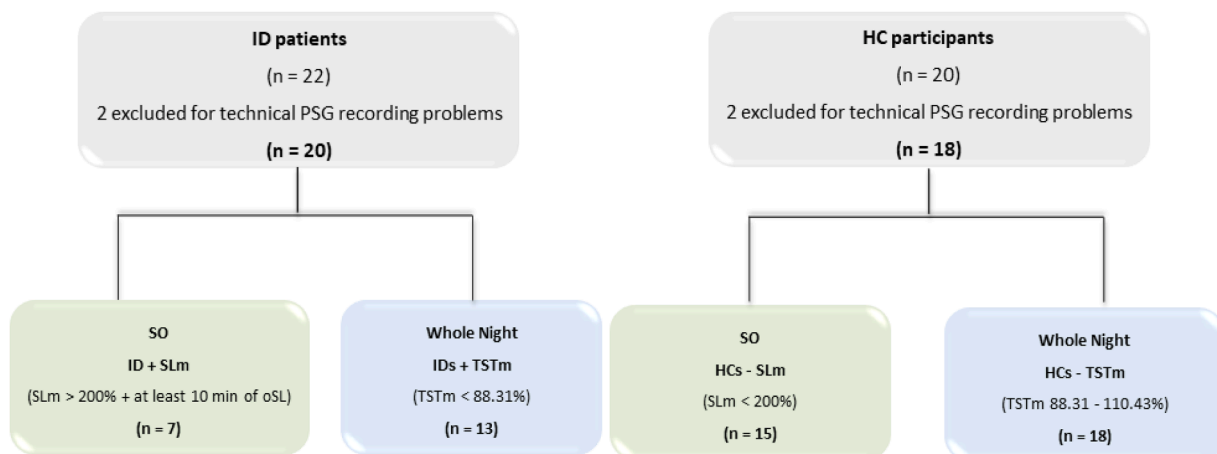 ID patients
(n = 22)
2 excluded for technical PSG recording problems
(n = 20)
HC participants
(n = 20)
2 excluded for technical PSG recording problems
(n = 18)
SO
ID + SLm
(SLm > 200% + at least 10 min of oSL)
(n = 7)
Whole Night
IDs + TSTm
(TSTm < 88.31%)
(n = 13)
SO
HCs - SLm
(SLm < 200%)
(n = 15)
Whole Night
HCs - TSTm
(TSTm 88.31 - 110.43%)
(n = 18)